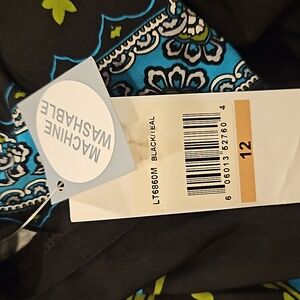 MACHINE
WASHABLE
LT6860M BLACK/TEAL
6 06013 62760 4
12